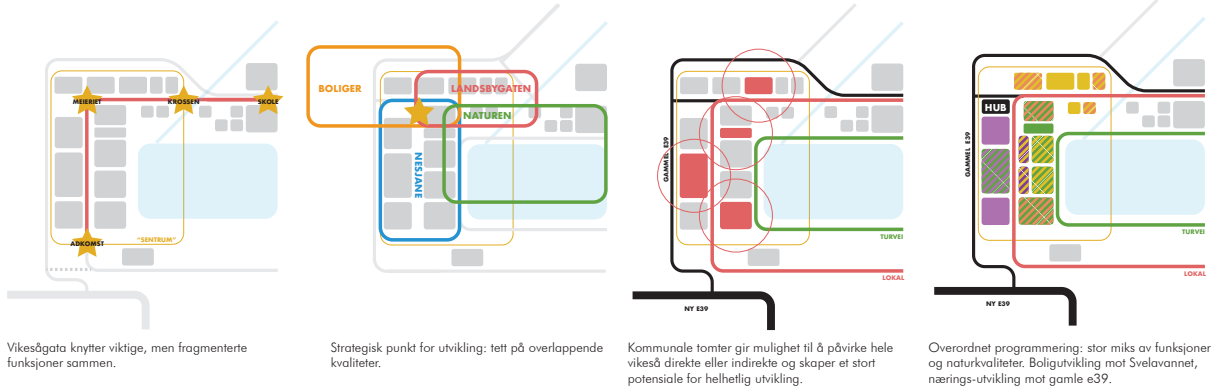 MEIERIET
KROSSEN
SKOLE
ADKOMST
"SENTRUM"
Vikesågata knytter viktige, men fragmenterte
funksjoner sammen.
BOLIGER
LANDSBYGATEN
NATUREN
NESJANE
Strategisk punkt for utvikling: tett på overlappende
kvaliteter.
GAMMEL E39
TURVEI
LOKAL
NY E39
Kommunale tomter gir mulighet til å påvirke hele
vikeså direkte eller indirekte og skaper et stort
potensiale for helhetlig utvikling.
HUB
GAMMEL E39
TURVEI
LOKAL
NY E39
Overordnet programmering: stor miks av funksjoner
og naturkvaliteter. Boligutvikling mot Svelavannet,
nærings-utvikling mot gamle e39.